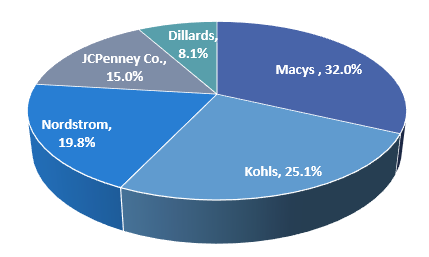 Dillards,
8.1%
JCPenney Co.,
15.0%
Macys , 32.0%
Nordstrom,
19.8%
Kohls, 25.1%